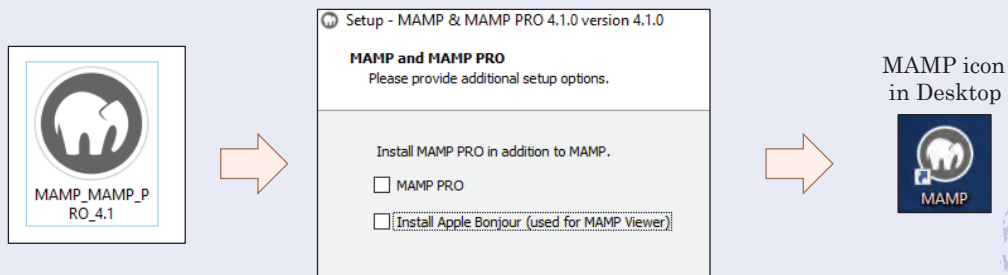 MAMP_MAMP_P
RO_4.1
Setup - MAMP & MAMP PRO 4.1.0 version 4.1.0
MAMP and MAMP PRO
Please provide additional setup options.
Install MAMP PRO in addition to MAMP.
MAMP PRO
Install Apple Bonjour (used for MAMP Viewer)
MAMP icon
in Desktop
MAMP